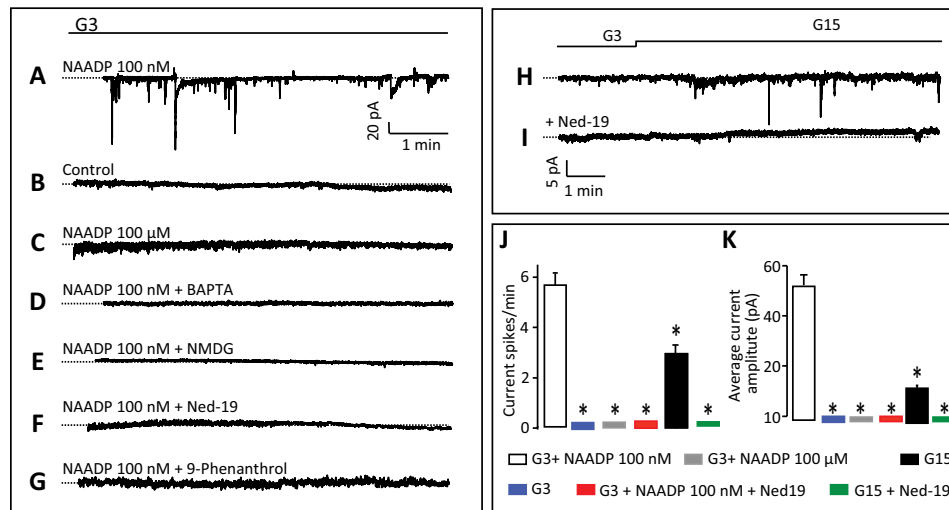 G3
A
NAADP 100 nM
20 pA
1 min
B
Control
C
NAADP 100 µM
D
NAADP 100 nM + BAPTA
E
NAADP 100 nM + NMDG
F
NAADP 100 nM + Ned-19
G
NAADP 100 nM + 9-Phenanthrol
G3
G15
H
I
+ Ned-19
5 pA
1 min
J
Current spikes/min
6
4
2
0
* * * * *
K
Average current
amplitute (pA)
60
50
20
10
* * * * *
G3+ NAADP 100 nM
G3+ NAADP 100 µM
G15
G3
G3 + NAADP 100 nM + Ned19
G15 + Ned-19